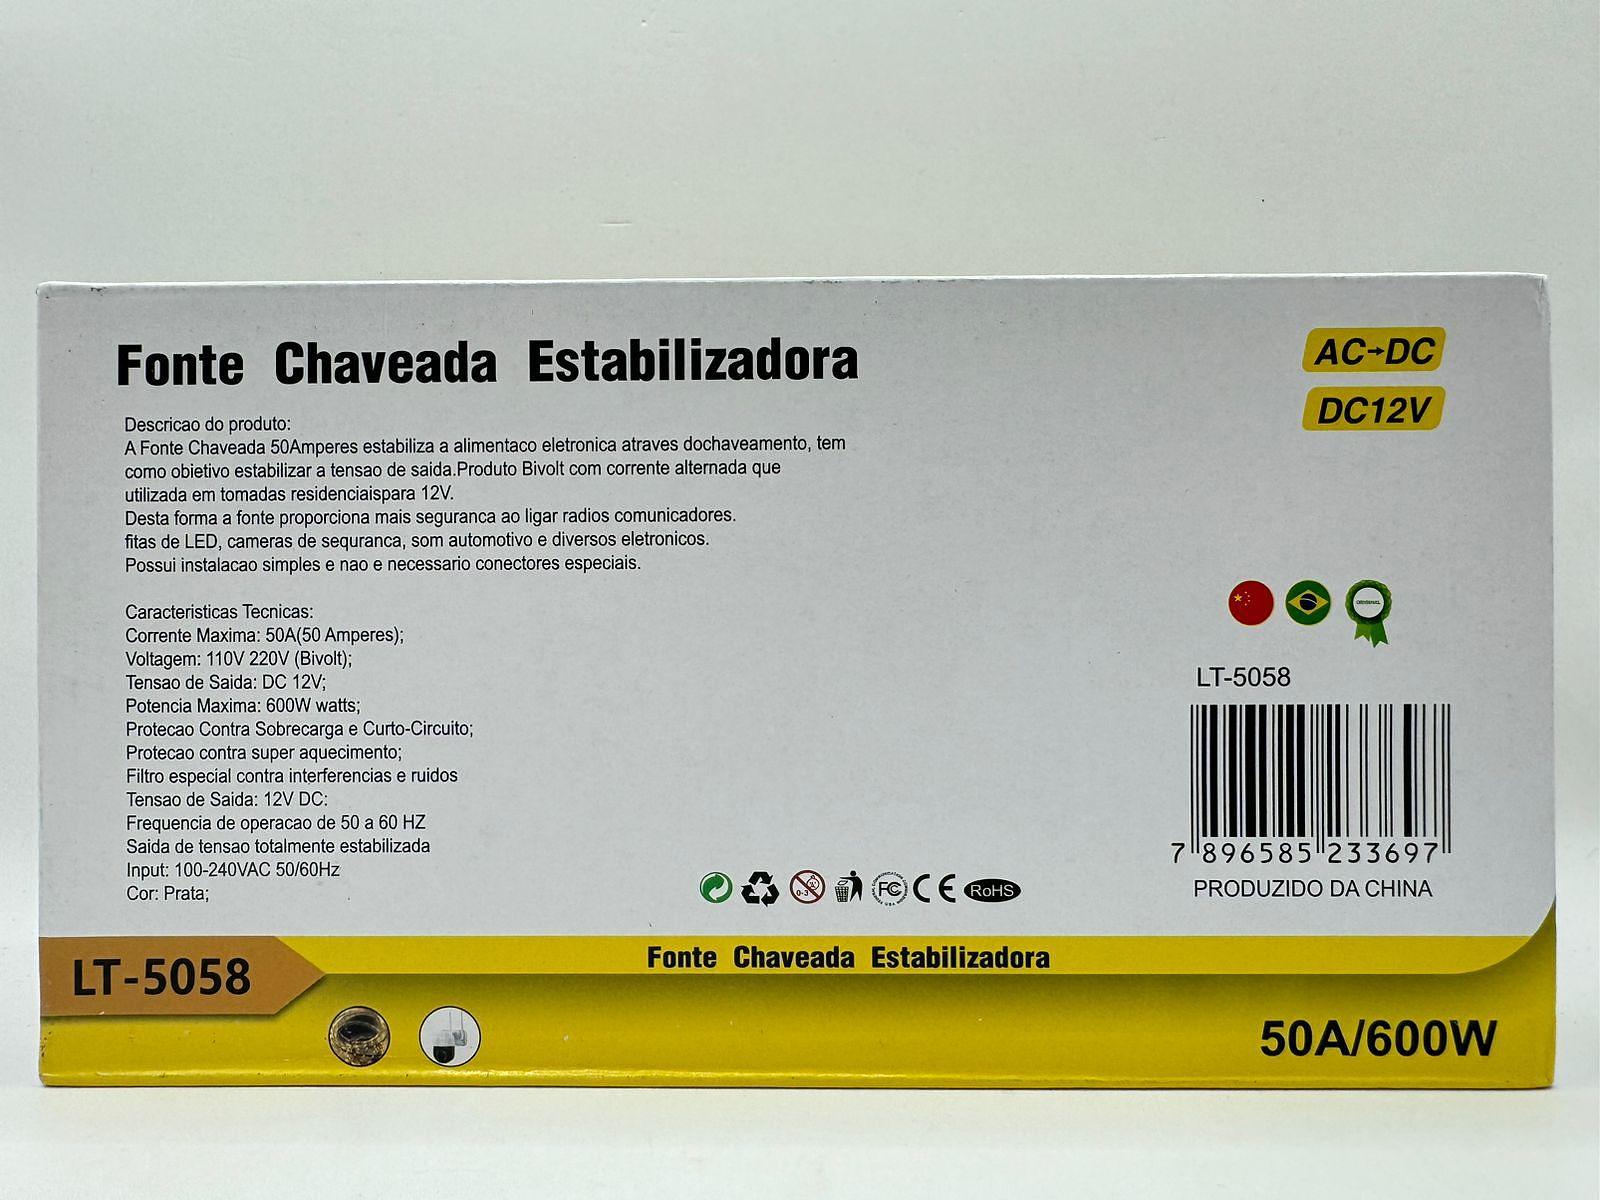 Fonte Chaveada Estabilizadora
AC→DC
DC12V
Descricao do produto:
A Fonte Chaveada 50Amperes estabiliza a alimentaco eletronica atraves dochaveamento, tem
como obietivo estabilizar a tensao de saida.Produto Bivolt com corrente alternada que
utilizada em tomadas residenciaispara 12V.
Desta forma a fonte proporciona mais seguranca ao ligar radios comunicadores.
fitas de LED, cameras de sequranca, som automotivo e diversos eletronicos.
Possui instalacao simples e nao e necessario conectores especiais.
Caracteristicas Tecnicas:
Corrente Maxima: 50A(50 Amperes);
Voltagem: 110V 220V (Bivolt);
Tensao de Saida: DC 12V;
Potencia Maxima: 600W watts;
Protecao Contra Sobrecarga e Curto-Circuito;
Protecao contra super aquecimento;
Filtro especial contra interferencias e ruidos
Tensao de Saida: 12V DC:
Frequencia de operacao de 50 a 60 HZ
Saida de tensao totalmente estabilizada
Input: 100-240VAC 50/60Hz
Cor: Prata;
LT-5058
7 896585 233697
PRODUZIDO DA CHINA
0-3
FC
CE
RoHS
Fonte Chaveada Estabilizadora
LT-5058
50A/600W